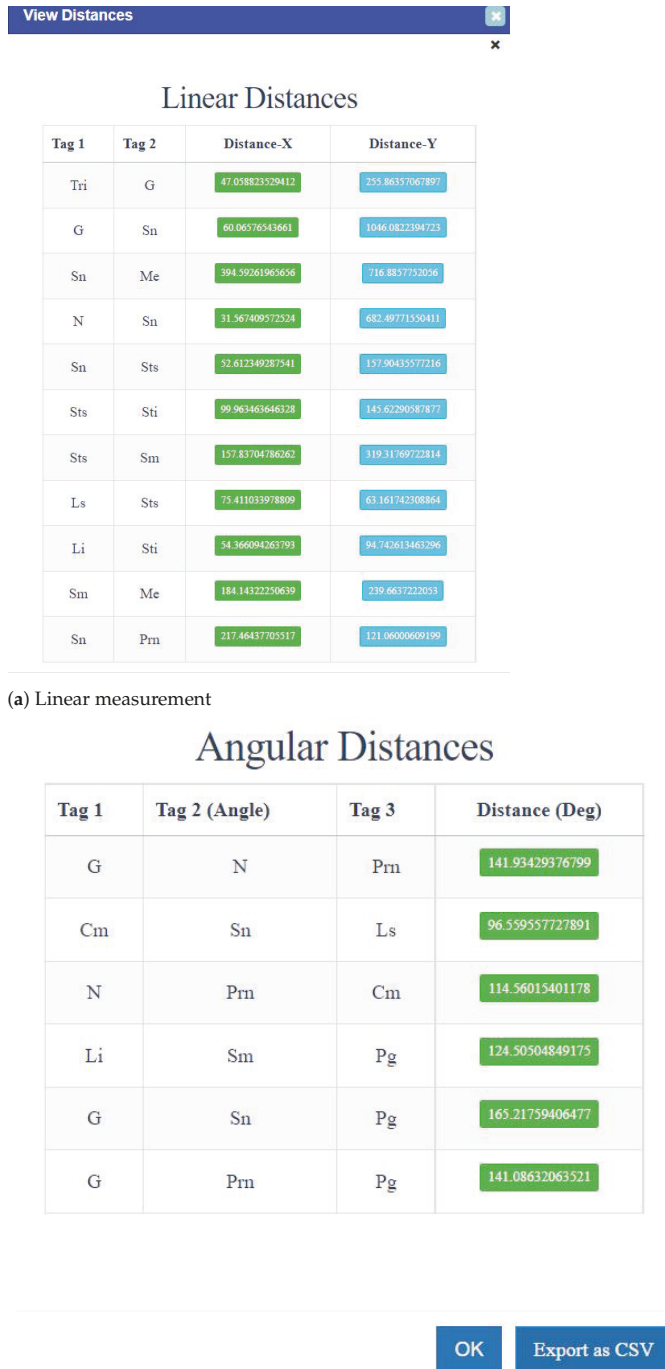 View Distances
×
×
Linear Distances
Tag 1 Tag 2 Distance-X Distance-Y
Tri G 47.058823529412 255.86357067897
G Sn 60.06576543661 1046.0822394723
Sn Me 394.59261965656 716.8857752056
N Sn 31.567409572524 682.49771550411
Sn Sts 52.612349287541 157.90435577216
Sts Sti 99.963463646328 145.62290587877
Sts Sm 157.83704786262 319.31769722814
Ls Sts 75.411033978809 63.161742308864
Li Sti 54.366094263793 94.742613463296
Sm Me 184.14322250639 239.6637222053
Sn Prn 217.46437705517 121.06000609199
(a) Linear measurement
Angular Distances
Tag 1 Tag 2 (Angle) Tag 3 Distance (Deg)
G N Prn 141.93429376799
Cm Sn Ls 96.559557727891
N Prn Cm 114.56015401178
Li Sm Pg 124.50504849175
G Sn Pg 165.21759406477
G Prn Pg 141.08632063521
OK Export as CSV